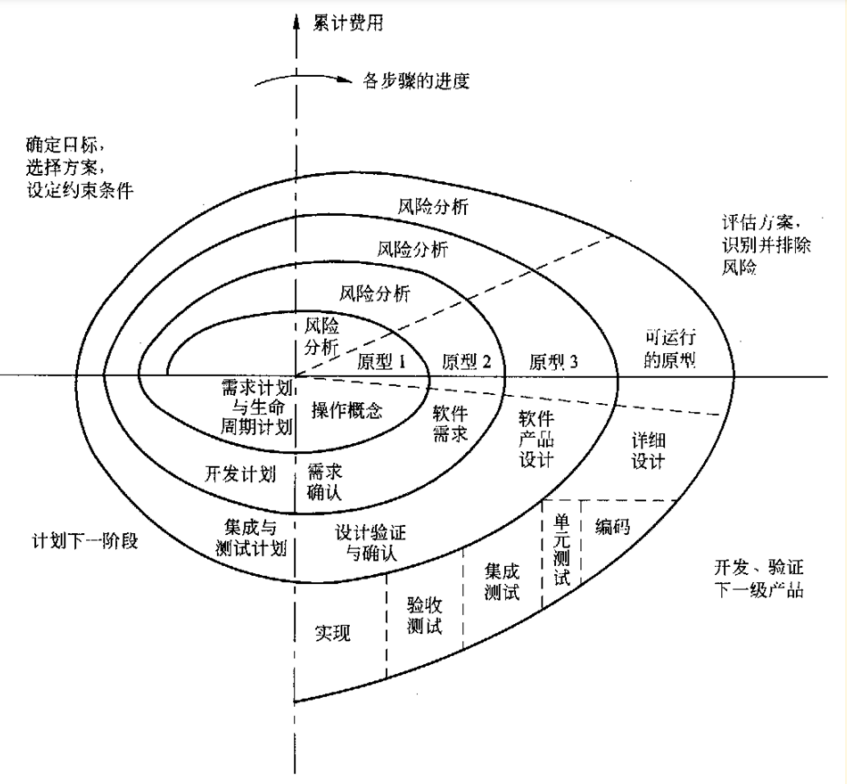 累计费用
各步骤的进度
确定目标，
选择方案，
设定约束条件
风险分析
评估方案，
识别并排除
风险
风险分析
风险分析
风险
分析
原型1
原型2
原型3
可运行
的原型
需求计划
与生命
周期计划
操作概念
软件
需求
软件
产品
设计
详细
设计
开发计划
需求
确认
计划下一阶段
集成与
测试计划
设计验证
与确认
单
元
测
试
编码
集成
测试
开发、验证
下一级产品
验收
测试
实现